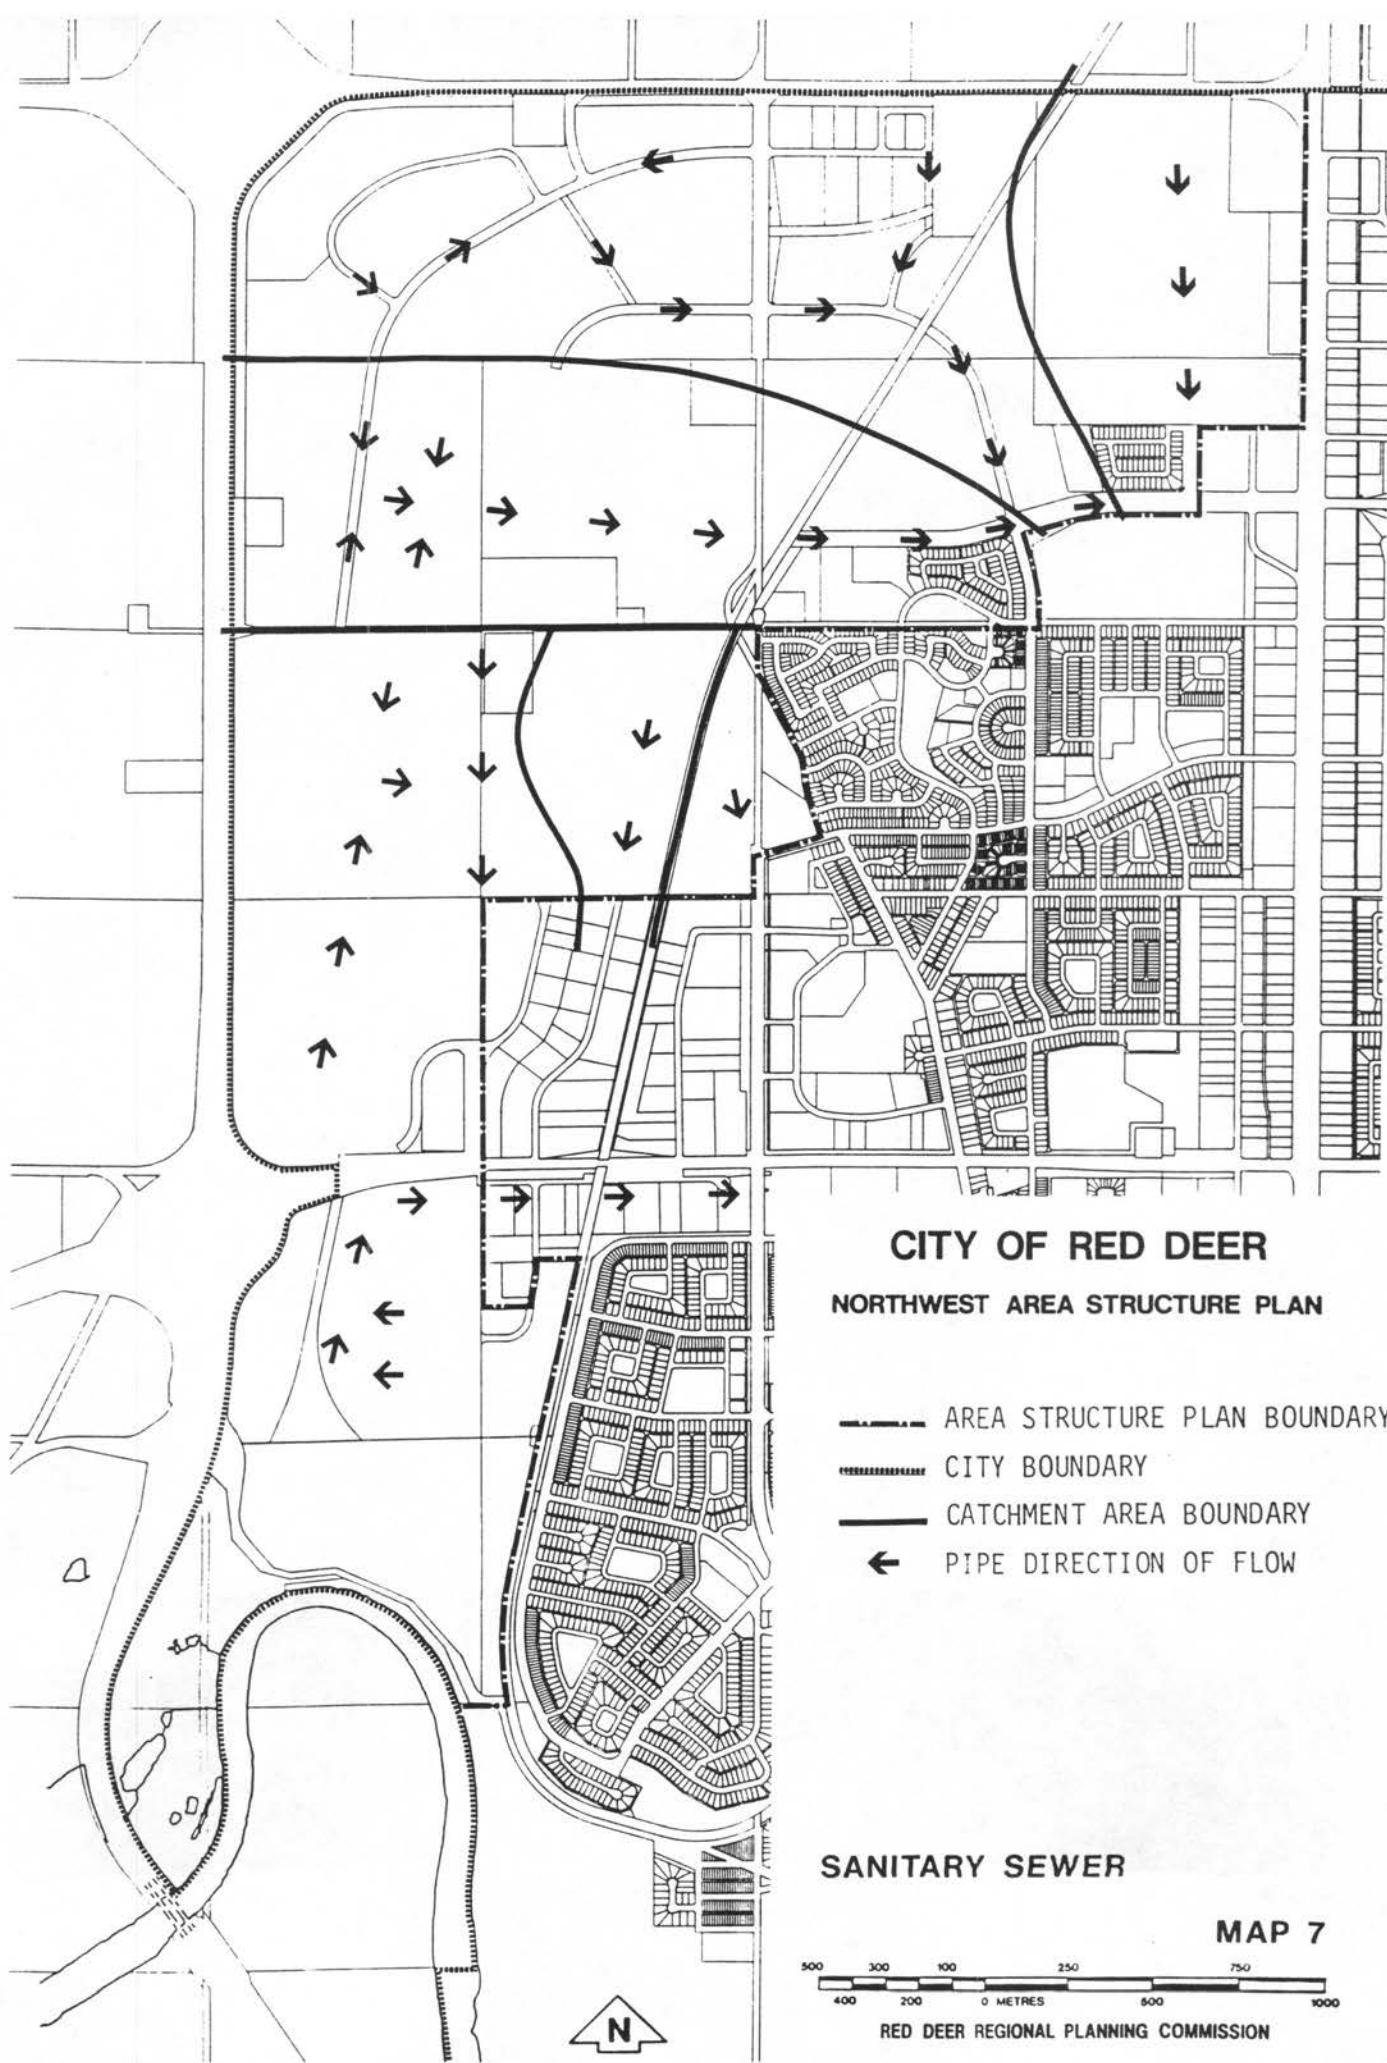 CITY OF RED DEER
NORTHWEST AREA STRUCTURE PLAN
AREA STRUCTURE PLAN BOUNDARY
CITY BOUNDARY
CATCHMENT AREA BOUNDARY
PIPE DIRECTION OF FLOW
SANITARY SEWER
MAP 7
500 300 100 250 750
400 200 0 METRES 500 1000
N
RED DEER REGIONAL PLANNING COMMISSION